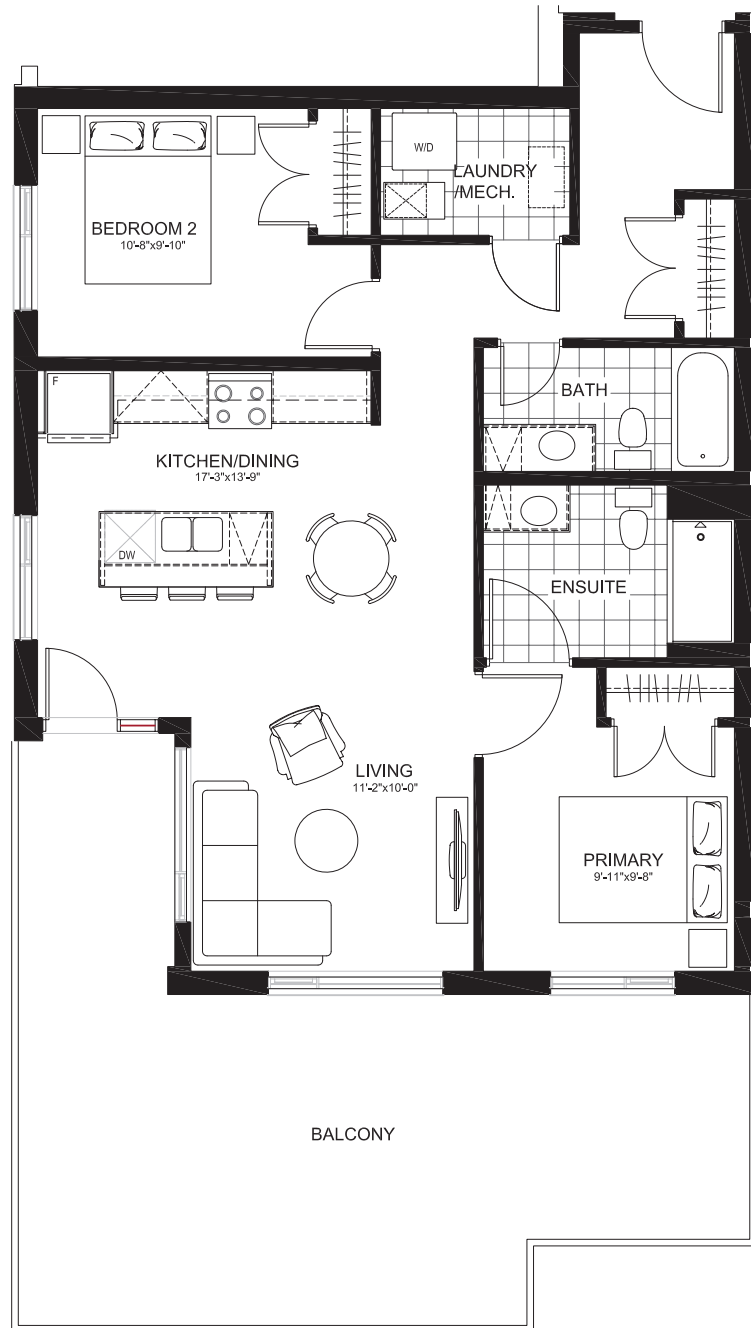 W/D
LAUNDRY
/MECH.
BEDROOM 2
10'-8"x9'-10"
F
BATH
KITCHEN/DINING
17'-3"x13'-9"
DW
ENSUITE
LIVING
11'-2"x10'-0"
PRIMARY
9'-11"x9'-8"
BALCONY